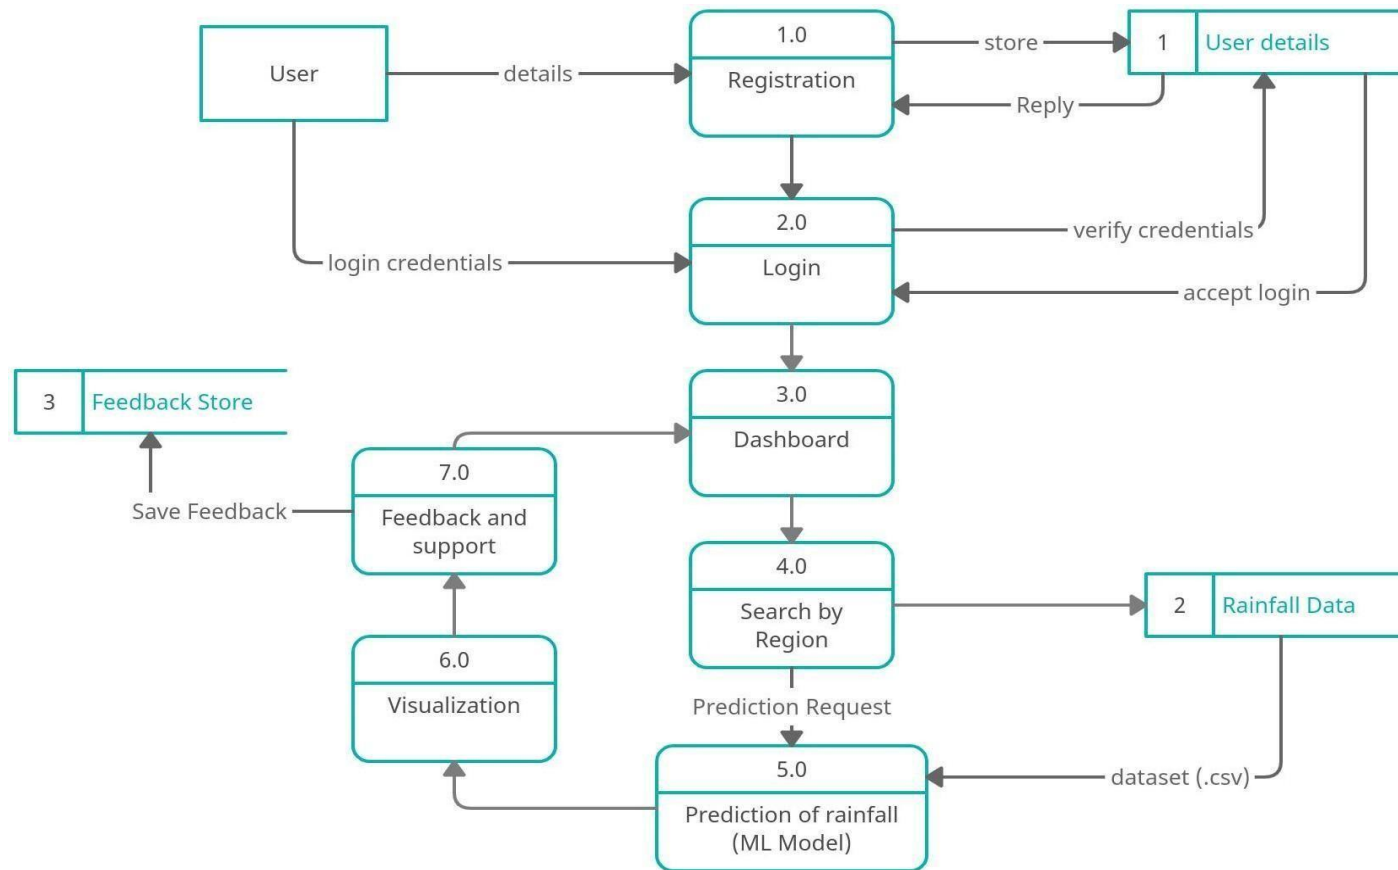 User
details
1.0
Registration
store
1
User details
Reply
2.0
Login
login credentials
verify credentials
accept login
3
Feedback Store
3.0
Dashboard
7.0
Feedback and
support
Save Feedback
4.0
Search by
Region
2
Rainfall Data
6.0
Visualization
Prediction Request
5.0
Prediction of rainfall
(ML Model)
dataset (.csv)